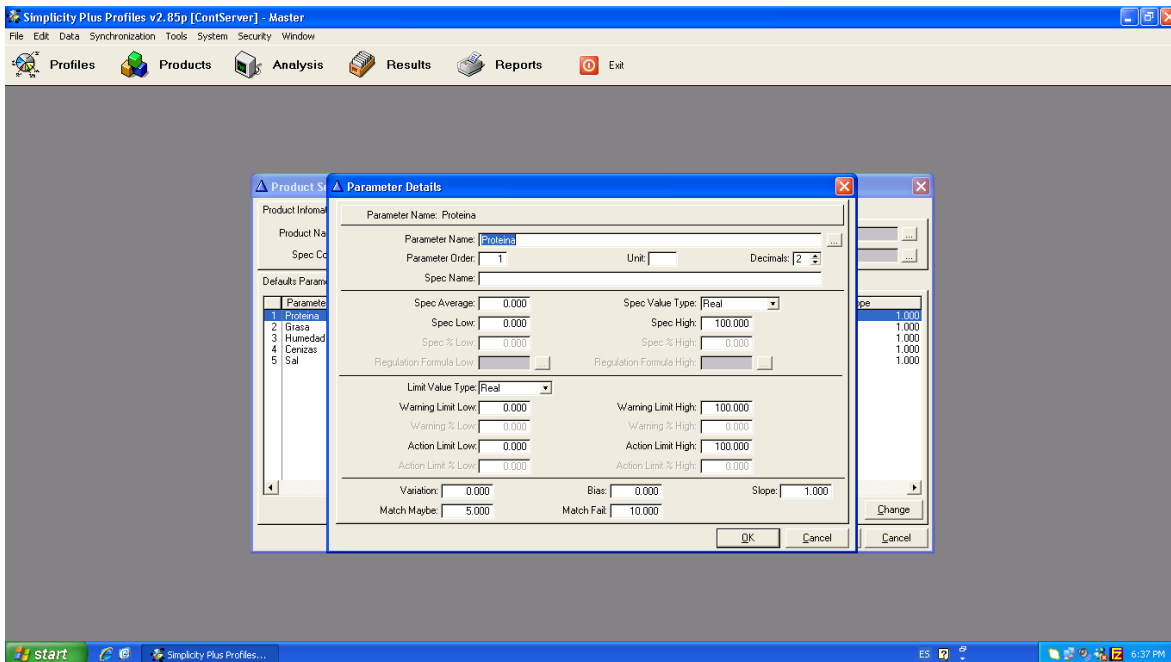 Simplicity Plus Profiles v2.85p [ContServer] - Master
File Edit Data Synchronization Tools System Security Window
Profiles Products Analysis Results Reports Exit
Product Se
Parameter Details
Product Infomat
Parameter Name: Proteina
Product Na
Parameter Name: Proteina ...
...
Spec Co
Parameter Order: 1 Unit: Decimals: 2
...
Spec Name:
Defaults Parame
Paramete
Spec Average: 0.000 Spec Value Type: Real
ope
1 Proteina 1.000
2 Grasa 1.000
3 Humedad 1.000
4 Cenizas 1.000
5 Sal 1.000
Spec Low: 0.000 Spec High: 100.000
Spec % Low: 0.000 Spec % High: 0.000
Regulation Formula Low: ... Regulation Formula High: ...
Limit Value Type: Real
Warning Limit Low: 0.000 Warning Limit High: 100.000
Warning % Low: 0.000 Warning % High: 0.000
Action Limit Low: 0.000 Action Limit High: 100.000
Action Limit % Low: 0.000 Action Limit % High: 0.000
Variation: 0.000 Bias: 0.000 Slope: 1.000
Match Maybe: 5.000 Match Fail: 10.000
Change
OK Cancel
Cancel
start Simplicity Plus Profiles... ES 6:37 PM